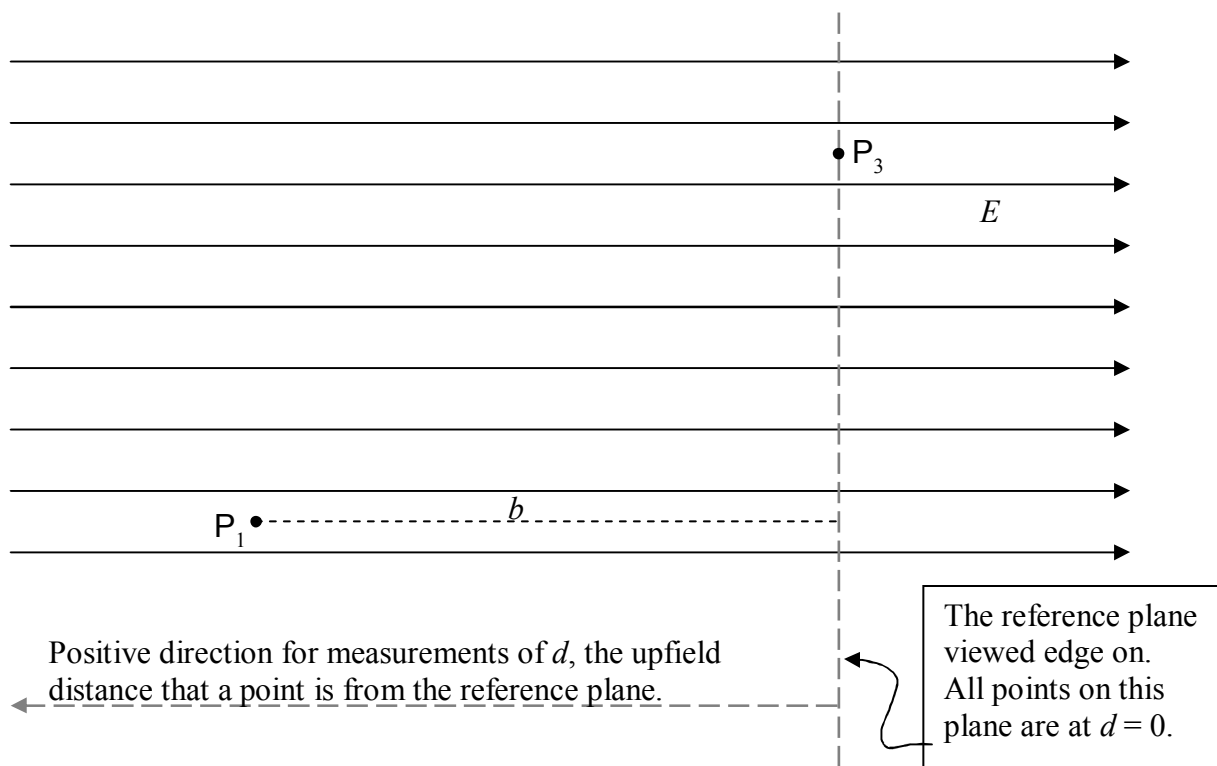 P3
E
b
P1
Positive direction for measurements of d, the upfield
distance that a point is from the reference plane.
The reference plane
viewed edge on.
All points on this
plane are at d = 0.